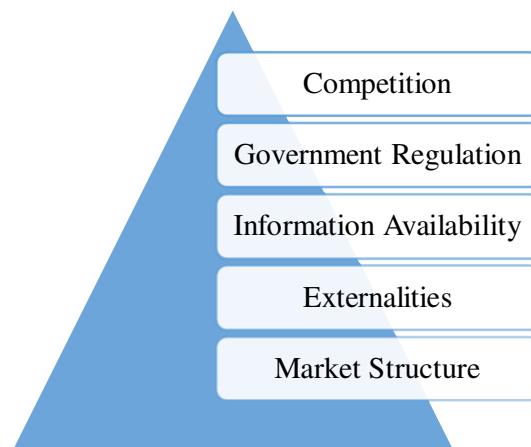 Competition
Government Regulation
Information Availability
Externalities
Market Structure